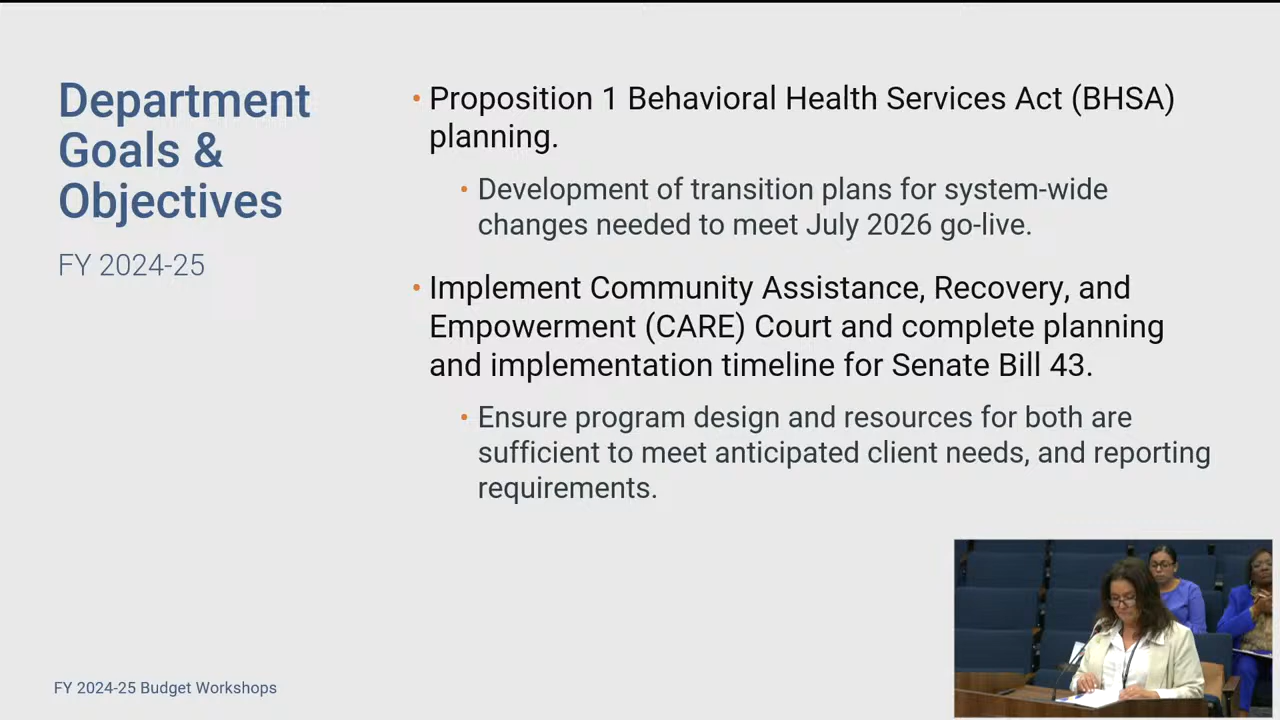 Department
Goals &
Objectives
FY 2024-25
• Proposition 1 Behavioral Health Services Act (BHSA)
planning.
• Development of transition plans for system-wide
changes needed to meet July 2026 go-live.
• Implement Community Assistance, Recovery, and
Empowerment (CARE) Court and complete planning
and implementation timeline for Senate Bill 43.
• Ensure program design and resources for both are
sufficient to meet anticipated client needs, and reporting
requirements.
FY 2024-25 Budget Workshops